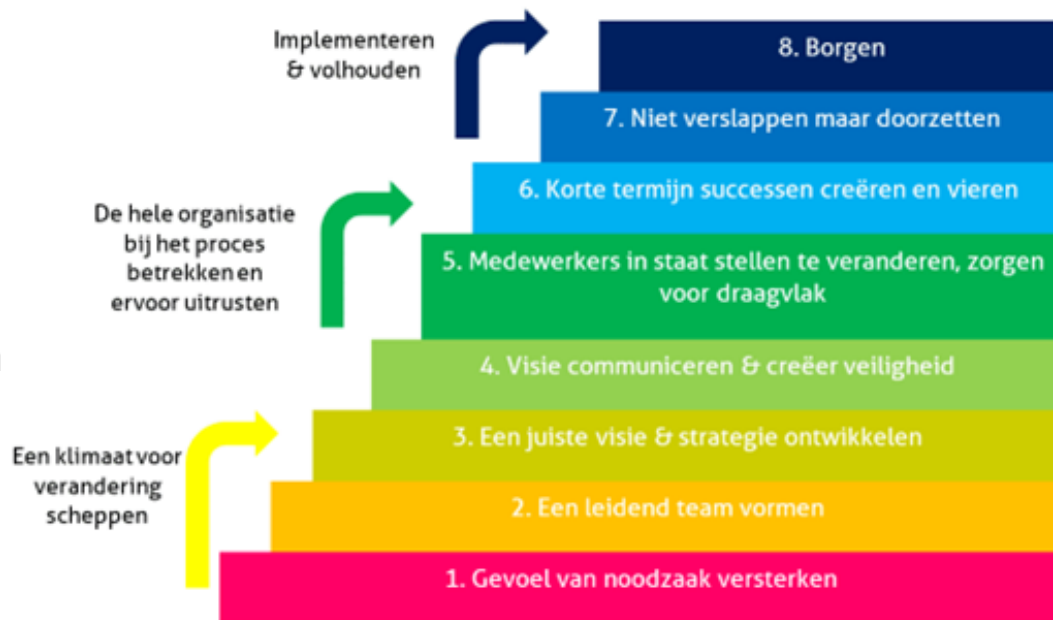 Implementeren
& volhouden
8. Borgen
7. Niet verslappen maar doorzetten
6. Korte termijn successen creëren en vieren
De hele organisatie
bij het proces
betrekken en
ervoor uitrusten
5. Medewerkers in staat stellen te veranderen, zorgen
voor draagvlak
4. Visie communiceren & creëer veiligheid
3. Een juiste visie & strategie ontwikkelen
Een klimaat voor
verandering
scheppen
2. Een leidend team vormen
1. Gevoel van noodzaak versterken